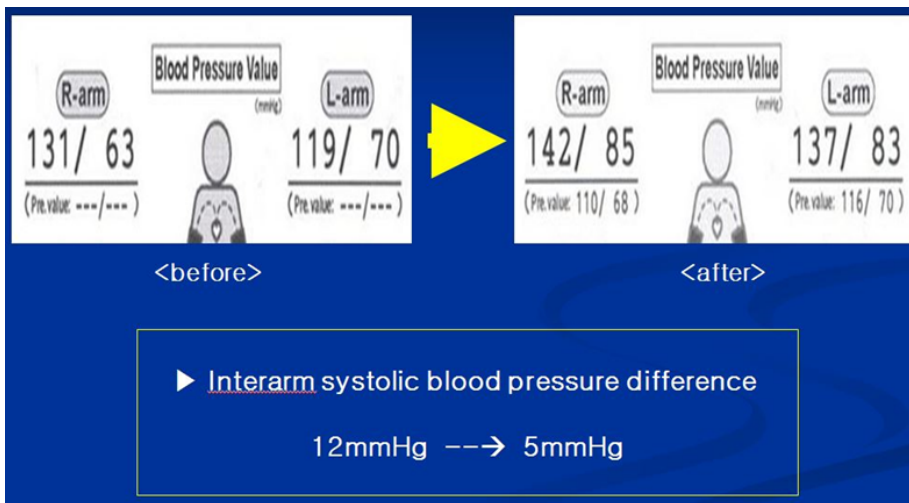 Blood Pressure Value
(mmHg)
R-arm
L-arm
131/ 63
119/ 70
(Pre.value: ---/--- )
(Pre.value: ---/--- )
<before>
Blood Pressure Value
(mmHg)
R-arm
L-arm
142/ 85
137/ 83
(Pre.value: 110/ 68 )
(Pre.value: 116/ 70 )
<after>
▶ Interarm systolic blood pressure difference
12mmHg --→ 5mmHg